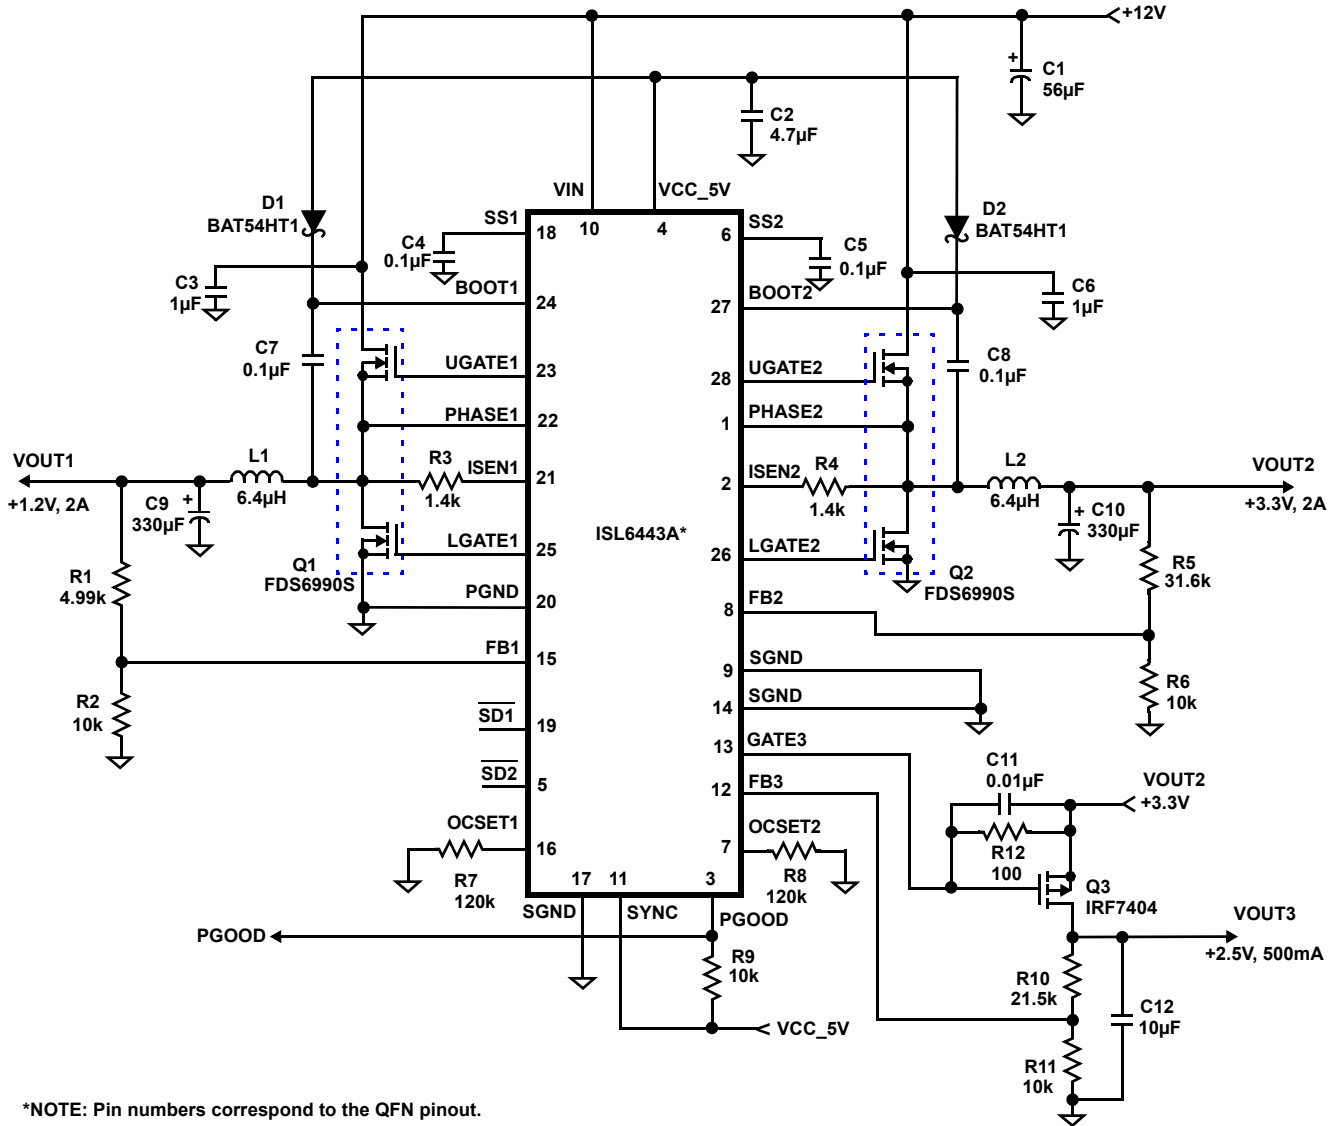 +12V
C1
56µF
+
C2
4.7µF
VIN
VCC_5V
D1
BAT54HT1
D2
BAT54HT1
SS1
18
10
4
6
SS2
C4
0.1µF
C5
0.1µF
C3
1µF
C6
1µF
BOOT1
24
27
BOOT2
C7
0.1µF
C8
0.1µF
UGATE1
23
28
UGATE2
PHASE1
22
1
PHASE2
VOUT1
+1.2V, 2A
L1
6.4µH
R3
1.4k
ISEN1
21
2
ISEN2
R4
1.4k
L2
6.4µH
VOUT2
+3.3V, 2A
C9
330µF
+
+
C10
330µF
ISL6443A*
LGATE1
25
26
LGATE2
Q1
FDS6990S
Q2
FDS6990S
R1
4.99k
R5
31.6k
PGND
20
8
FB2
FB1
15
9
SGND
R2
10k
R6
10k
14
SGND
SD1
19
13
GATE3
SD2
5
12
FB3
C11
0.01µF
VOUT2
+3.3V
R12
100
OCSET1
16
7
OCSET2
R7
120k
R8
120k
17
11
3
SGND
SYNC
PGOOD
Q3
IRF7404
PGOOD
VOUT3
+2.5V, 500mA
R9
10k
R10
21.5k
C12
10µF
VCC_5V
R11
10k
*NOTE: Pin numbers correspond to the QFN pinout.